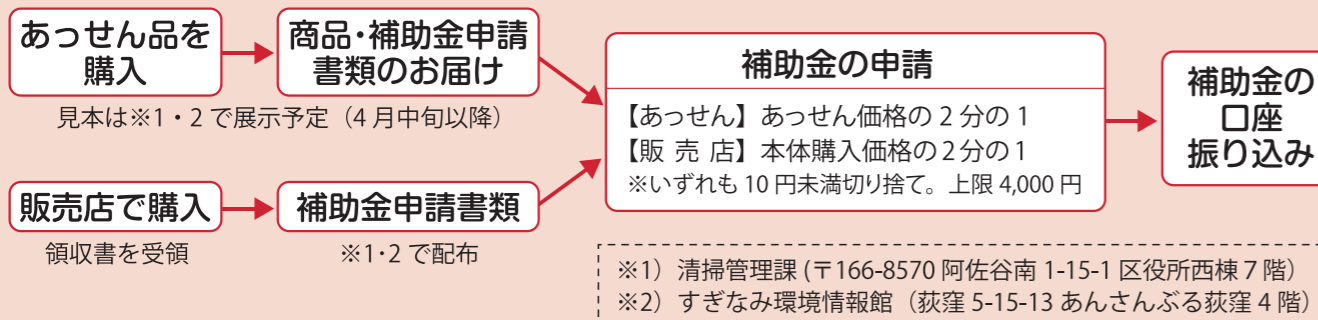 あっせん品を
購入
商品・補助金申請
書類のお届け
見本は※1・2で展示予定（4月中旬以降）
販売店で購入
領収書を受領
補助金申請書類
※1・2で配布
補助金の申請
【あっせん】あっせん価格の2分の1
【販売店】本体購入価格の2分の1
※いずれも10円未満切り捨て。上限4,000円
補助金の
口座
振り込み
※1）清掃管理課(〒166-8570 阿佐谷南1-15-1 区役所西棟7階）
※2）すぎなみ環境情報館（荻窪5-15-13 あんさんぶる荻窪4階）